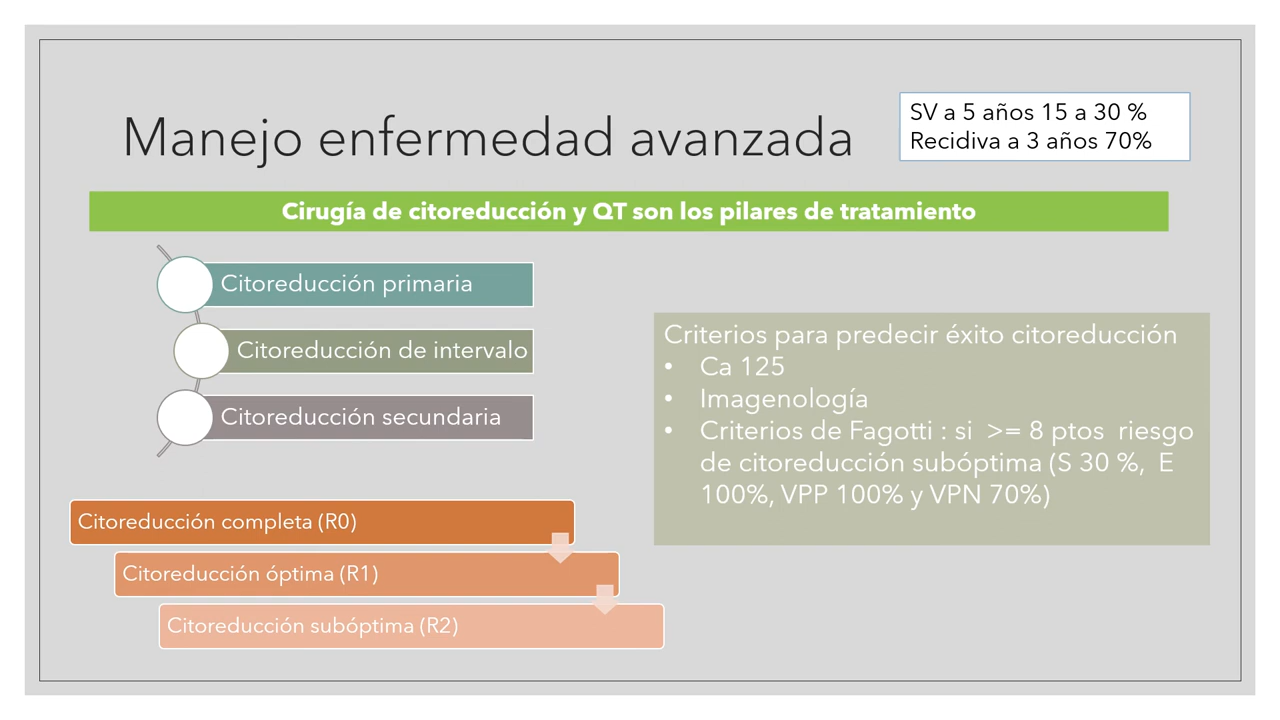 Manejo enfermedad avanzada
SV a 5 años 15 a 30 %
Recidiva a 3 años 70%
Cirugía de citoreducción y QT son los pilares de tratamiento
Citoreducción primaria
Citoreducción de intervalo
Citoreducción secundaria
Criterios para predecir éxito citoreducción
• Ca 125
• Imagenología
• Criterios de Fagotti : si >= 8 ptos riesgo
de citoreducción subóptima (S 30 %, E
100%, VPP 100% y VPN 70%)
Citoreducción completa (R0)
Citoreducción óptima (R1)
Citoreducción subóptima (R2)